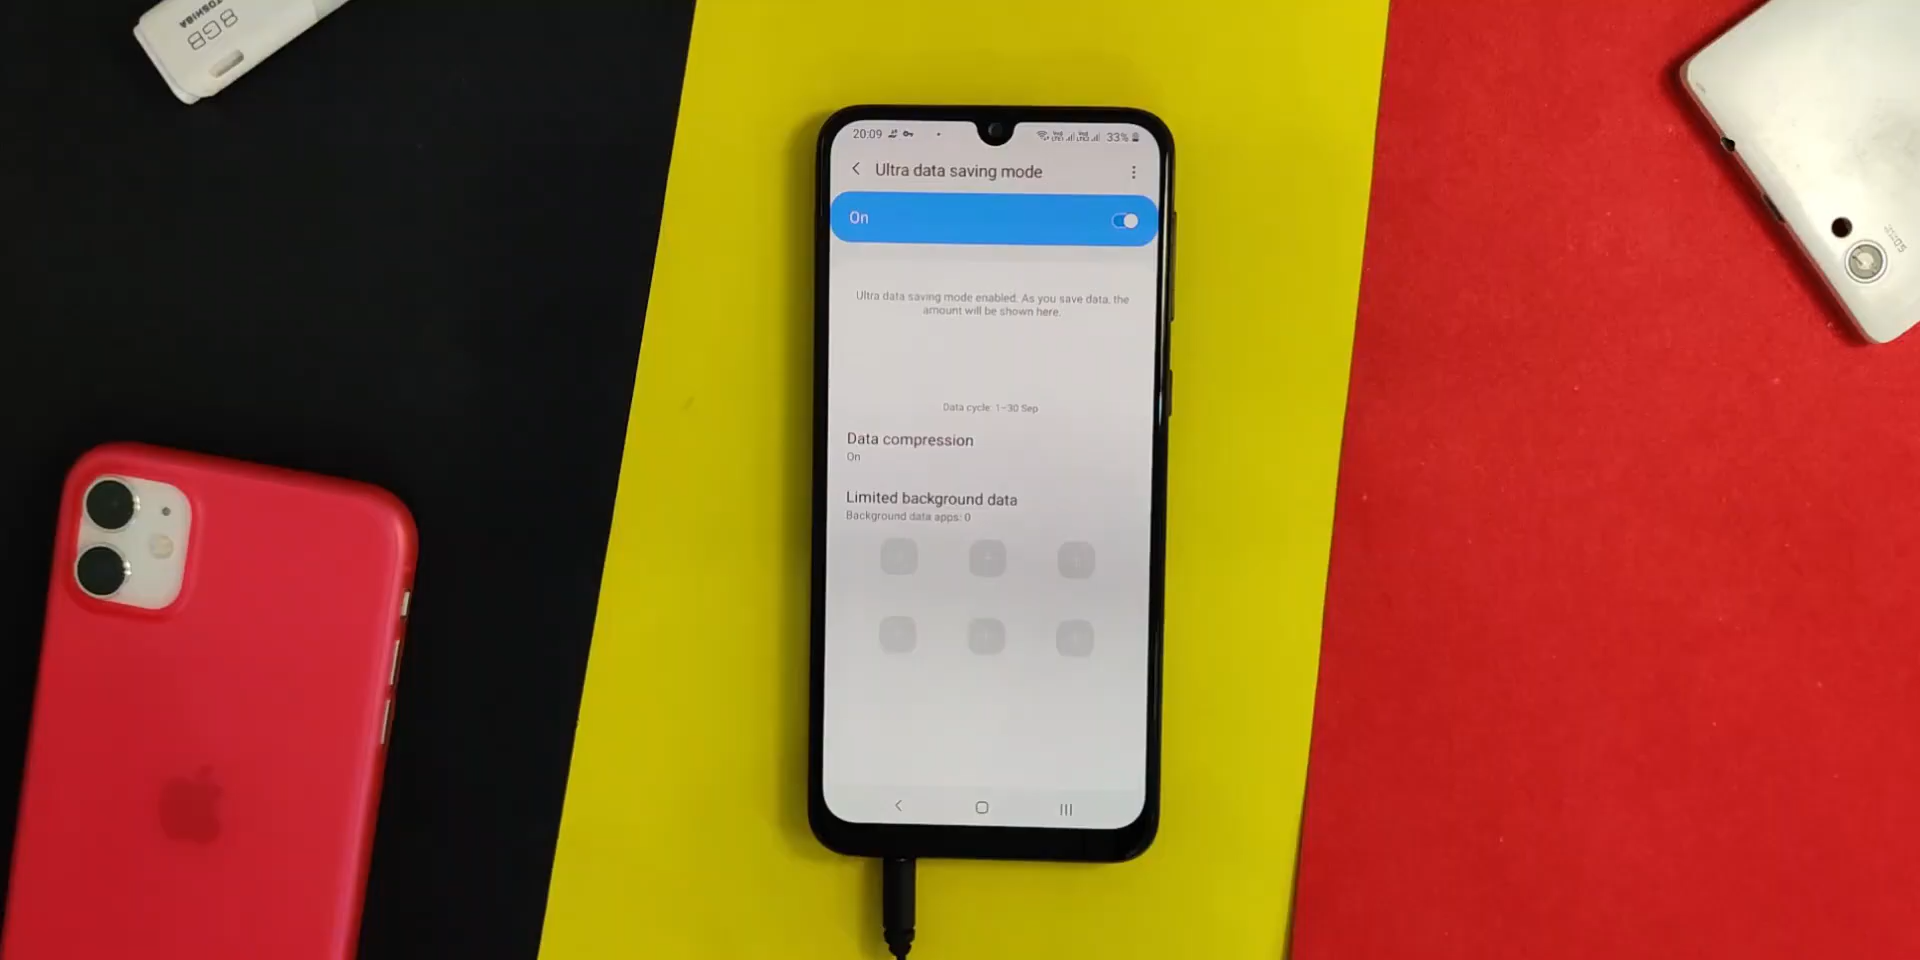 TOSHIBA
8GB
20:09
33%
Ultra data saving mode
On
Ultra data saving mode enabled. As you save data, the
amount will be shown here.
Data cycle: 1–30 Sep
Data compression
On
Limited background data
Background data apps: 0